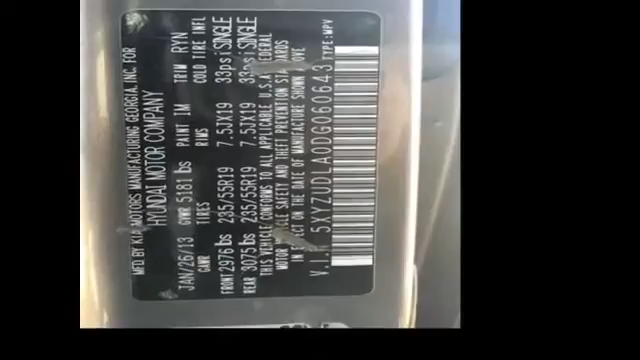 MFD BY KIA MOTORS MANUFACTURING GEORGIA, INC. FOR
HYUNDAI MOTOR COMPANY
JAN/26/13 GVWR 5181 lbs PAINT IM TRIM RYN
GAWR TIRES RIMS COLD TIRE INFL
FRONT 2976 lbs 235/55R19 7.5JX19 33psi SINGLE
REAR 3075 lbs 235/55R19 7.5JX19 33psi SINGLE
THIS VEHICLE CONFORMS TO ALL APPLICABLE U.S.A. FEDERAL
MOTOR VEHICLE SAFETY AND THEFT PREVENTION STANDARDS
IN EFFECT ON THE DATE OF MANUFACTURE SHOWN ABOVE
5XYZUDLA0DG060643 TYPE: MPV